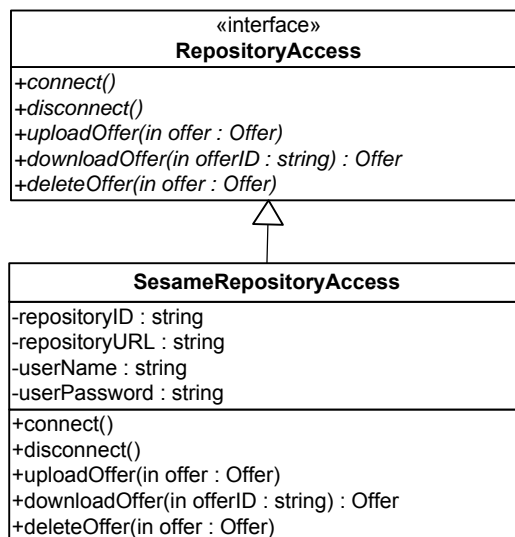 «interface»
RepositoryAccess
+connect()
+disconnect()
+uploadOffer(in offer : Offer)
+downloadOffer(in offerID : string) : Offer
+deleteOffer(in offer : Offer)
SesameRepositoryAccess
-repositoryID : string
-repositoryURL : string
-userName : string
-userPassword : string
+connect()
+disconnect()
+uploadOffer(in offer : Offer)
+downloadOffer(in offerID : string) : Offer
+deleteOffer(in offer : Offer)